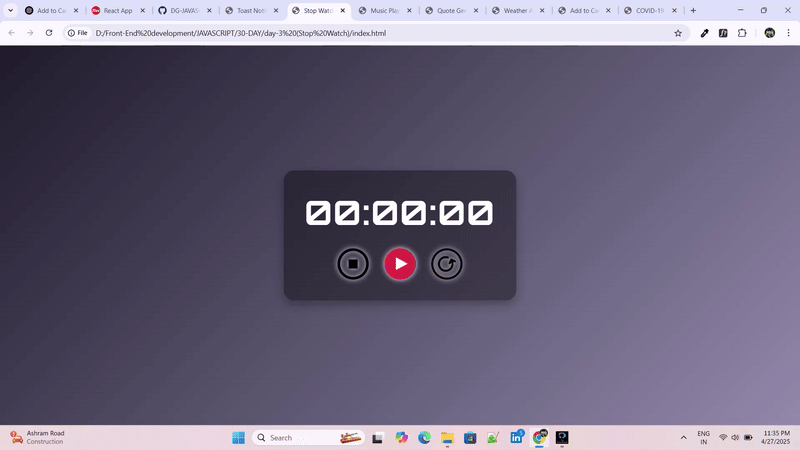 Add to Ca
React App
DG-JAVAS
Toast Noti
Stop Watc
Music Play
Quote Gen
Weather A
Add to Ca
COVID-19
File
D:/Front-End%20development/JAVASCRIPT/30-DAY/day-3%20(Stop%20Watch)/index.html
00:00:00
Ashram Road
Construction
Search
5
ENG
IN
11:35 PM
4/27/2025